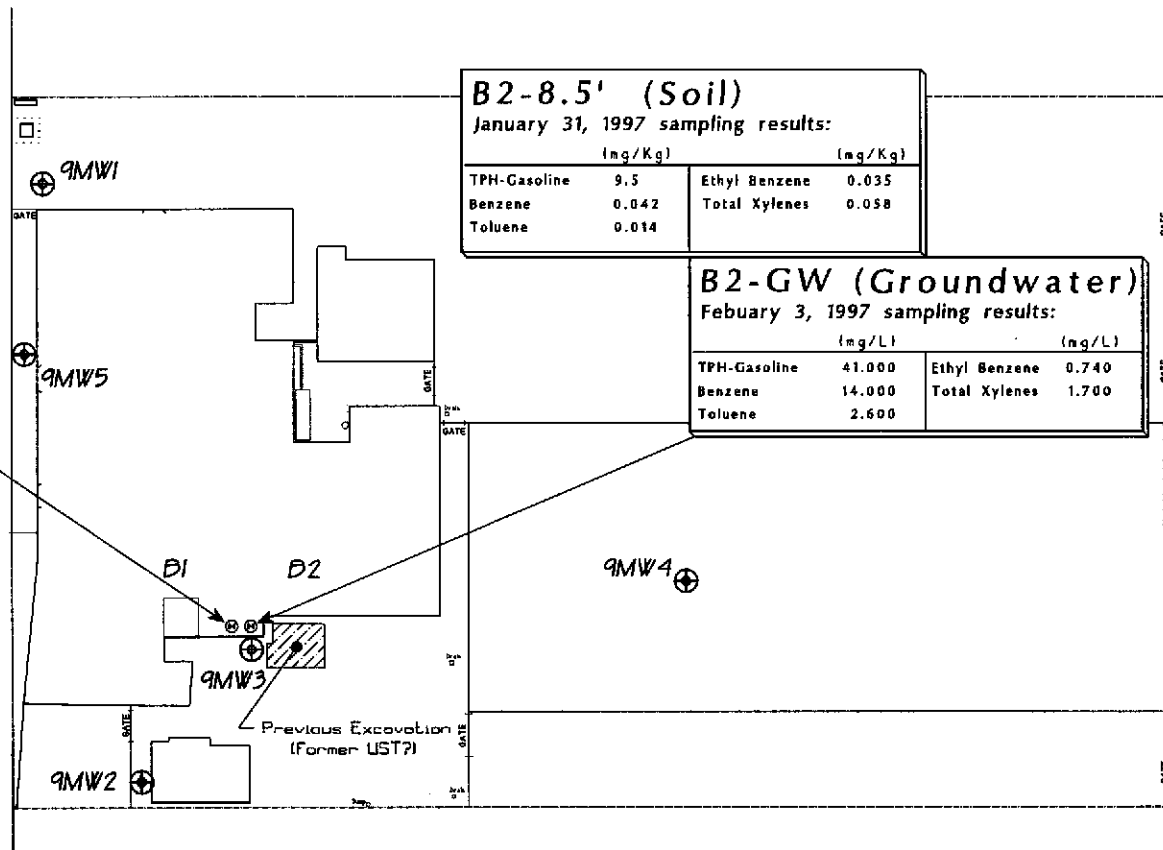 B2-8.5' (Soil)
January 31, 1997 sampling results:
(mg/Kg) (mg/Kg)
TPH-Gasoline 9.5 Ethyl Benzene 0.035
Benzene 0.042 Total Xylenes 0.058
Toluene 0.014
9MW1
GATE
B2-GW (Groundwater)
Febuary 3, 1997 sampling results:
(mg/L) (mg/L)
TPH-Gasoline 41.000 Ethyl Benzene 0.740
Benzene 14.000 Total Xylenes 1.700
Toluene 2.600
9MW5
GATE
GATE
B1
B2
9MW4
9MW3
Previous Excavation
(Former UST?)
GATE
GATE
9MW2